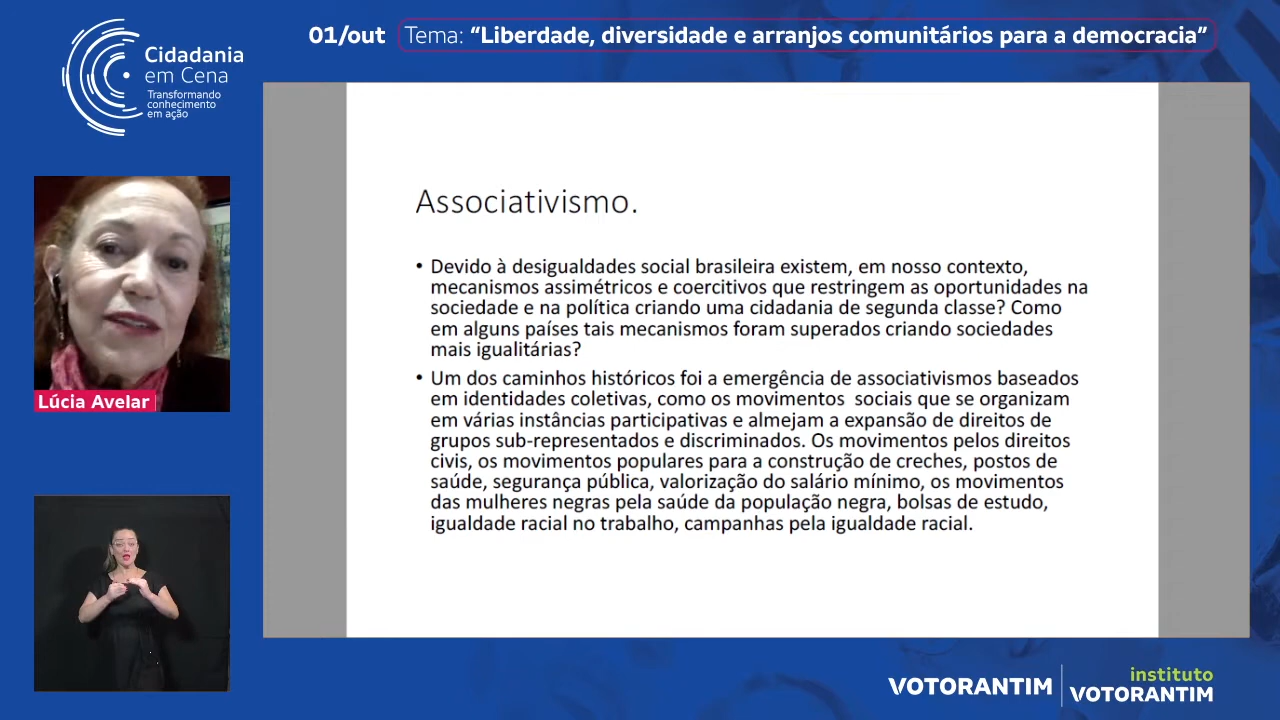 Cidadania
em Cena
Transformando
conhecimento
em ação
01/out Tema: “Liberdade, diversidade e arranjos comunitários para a democracia”
Associativismo.
• Devido à desigualdades social brasileira existem, em nosso contexto,
mecanismos assimétricos e coercitivos que restringem as oportunidades na
sociedade e na política criando uma cidadania de segunda classe? Como
em alguns países tais mecanismos foram superados criando sociedades
mais igualitárias?
• Um dos caminhos históricos foi a emergência de associativismos baseados
em identidades coletivas, como os movimentos sociais que se organizam
em várias instâncias participativas e almejam a expansão de direitos de
grupos sub-representados e discriminados. Os movimentos pelos direitos
civis, os movimentos populares para a construção de creches, postos de
saúde, segurança pública, valorização do salário mínimo, os movimentos
das mulheres negras pela saúde da população negra, bolsas de estudo,
igualdade racial no trabalho, campanhas pela igualdade racial.
Lúcia Avelar
VOTORANTIM
instituto
VOTORANTIM